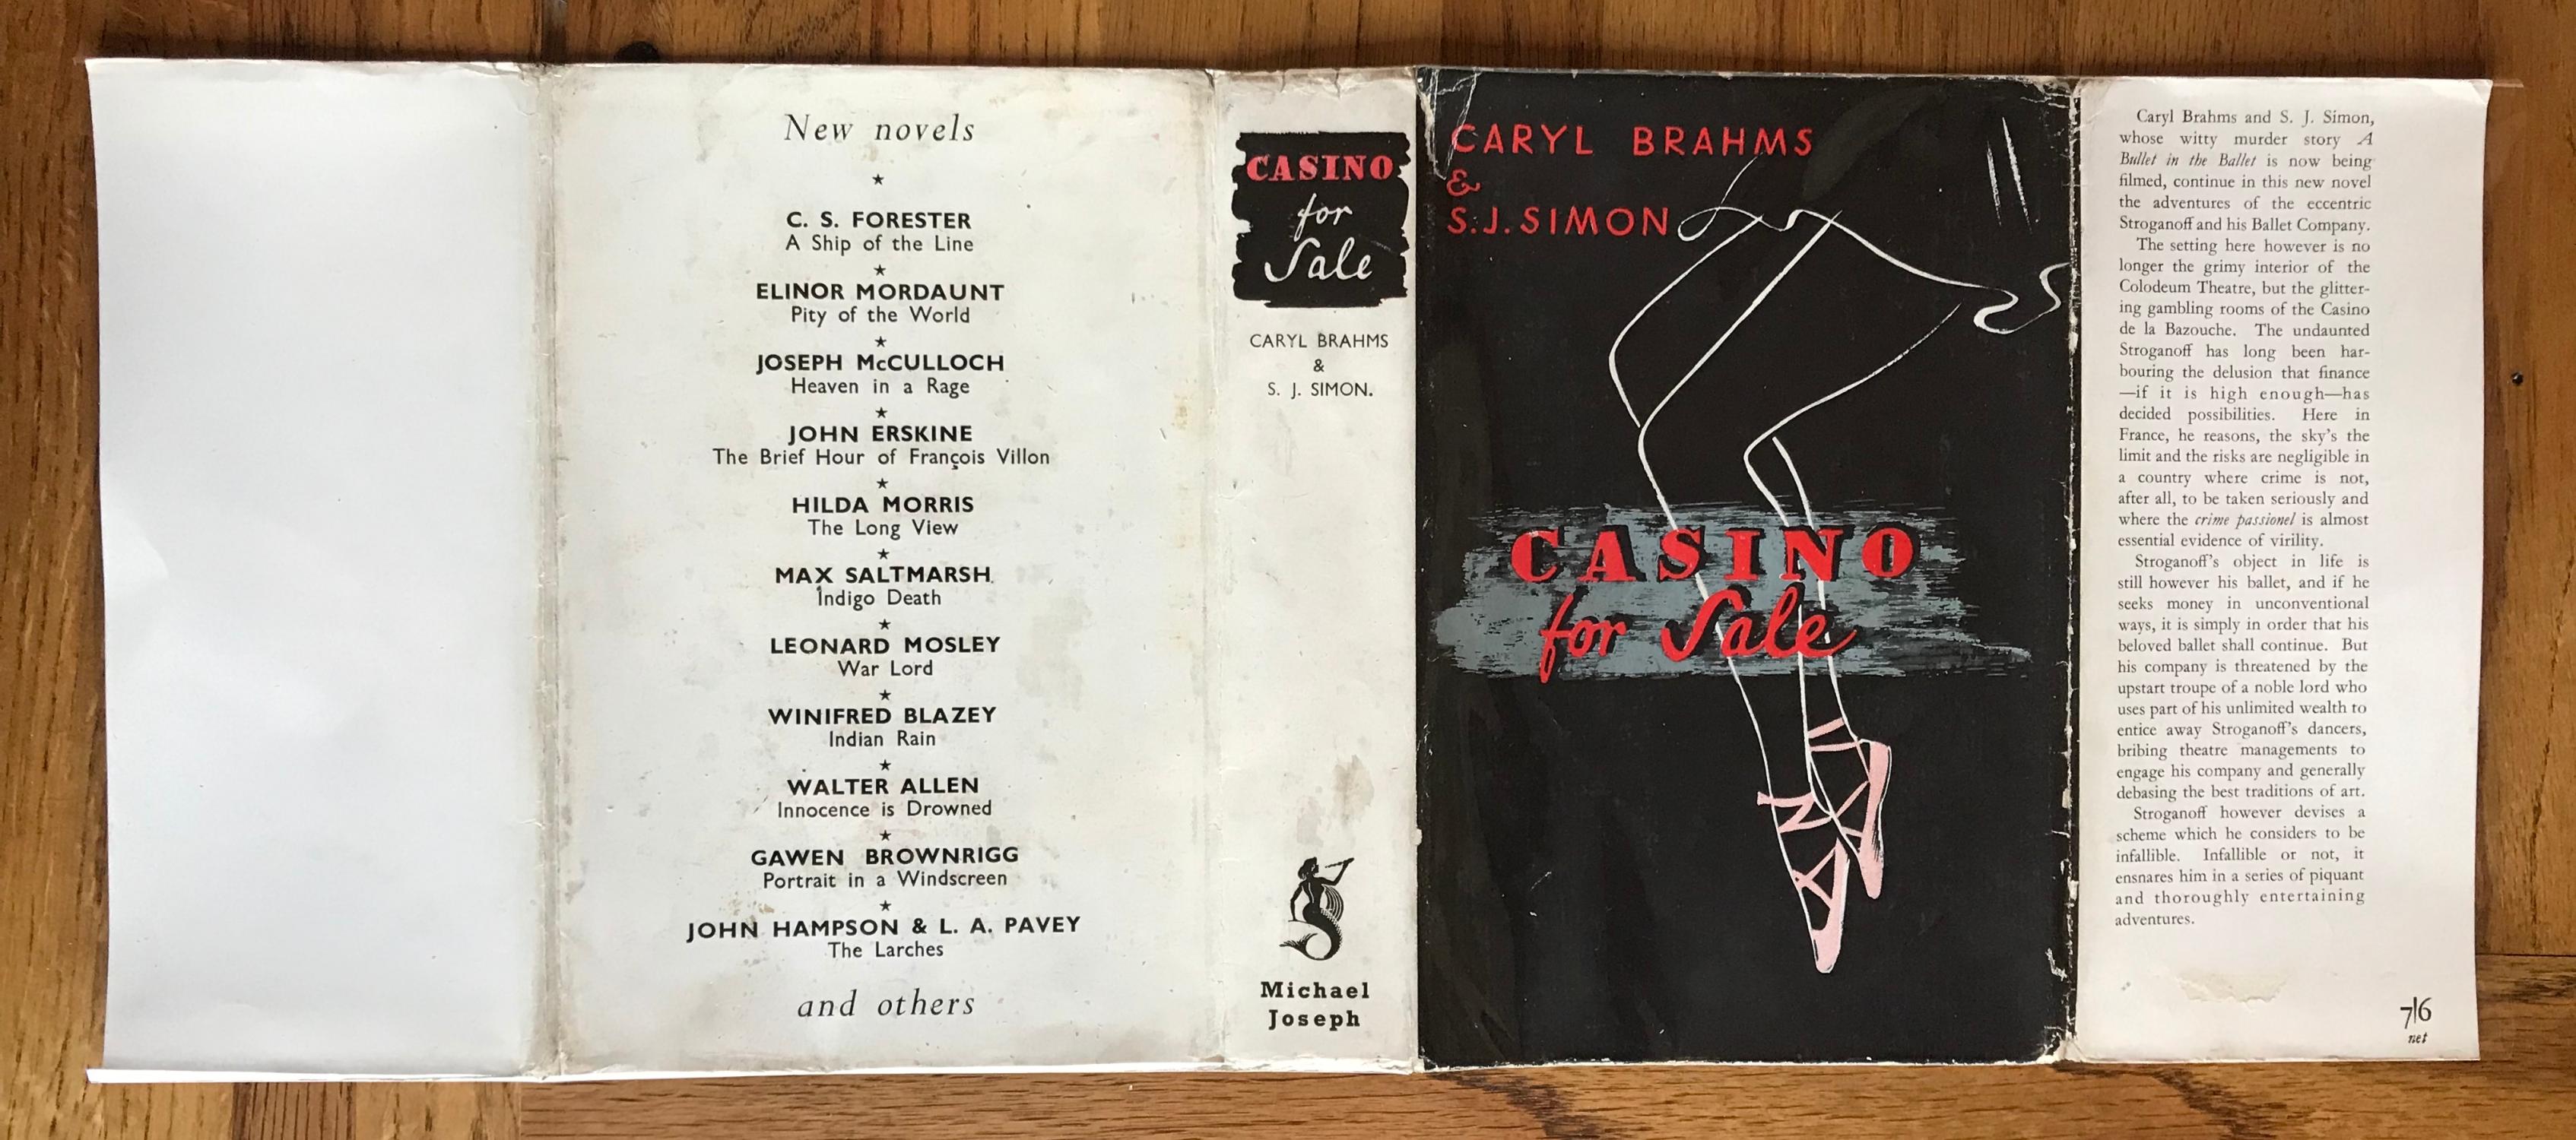 New novels
★
C. S. FORESTER
A Ship of the Line
★
ELINOR MORDAUNT
Pity of the World
★
JOSEPH McCULLOCH
Heaven in a Rage
★
JOHN ERSKINE
The Brief Hour of François Villon
★
HILDA MORRIS
The Long View
★
MAX SALTMARSH
Indigo Death
★
LEONARD MOSLEY
War Lord
★
WINIFRED BLAZEY
Indian Rain
★
WALTER ALLEN
Innocence is Drowned
★
GAWEN BROWNRIGG
Portrait in a Windscreen
★
JOHN HAMPSON & L. A. PAVEY
The Larches
and others
CASINO
for
Sale
CARYL BRAHMS
&
S. J. SIMON.
Michael
Joseph
CARYL BRAHMS
&
S.J. SIMON
CASINO
for Sale
Caryl Brahms and S. J. Simon,
whose witty murder story A
Bullet in the Ballet is now being
filmed, continue in this new novel
the adventures of the eccentric
Stroganoff and his Ballet Company.
The setting here however is no
longer the grimy interior of the
Colodeum Theatre, but the glitter-
ing gambling rooms of the Casino
de la Bazouche. The undaunted
Stroganoff has long been har-
bouring the delusion that finance
—if it is high enough—has
decided possibilities. Here in
France, he reasons, the sky's the
limit and the risks are negligible in
a country where crime is not,
after all, to be taken seriously and
where the crime passionel is almost
essential evidence of virility.
Stroganoff's object in life is
still however his ballet, and if he
seeks money in unconventional
ways, it is simply in order that his
beloved ballet shall continue. But
his company is threatened by the
upstart troupe of a noble lord who
uses part of his unlimited wealth to
entice away Stroganoff's dancers,
bribing theatre managements to
engage his company and generally
debasing the best traditions of art.
Stroganoff however devises a
scheme which he considers to be
infallible. Infallible or not, it
ensnares him in a series of piquant
and thoroughly entertaining
adventures.
7/6
net